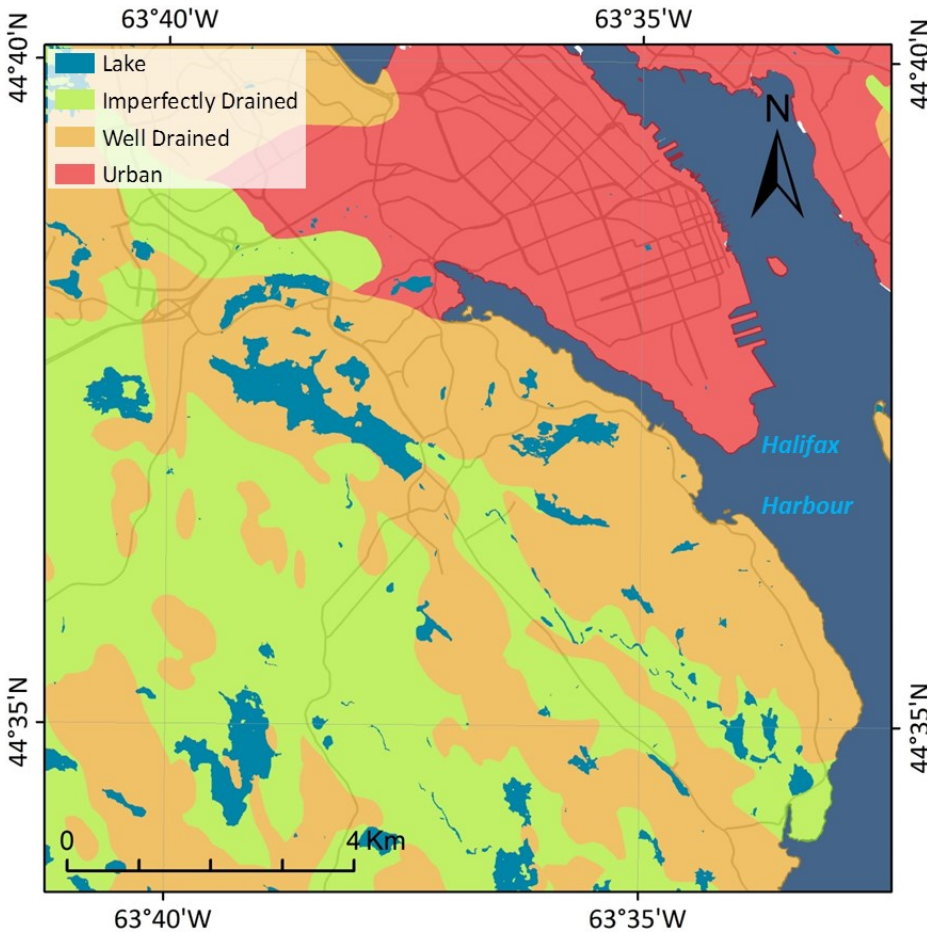 63°40'W
63°35'W
44°40'N
44°40'N
Lake
Imperfectly Drained
Well Drained
Urban
N
Halifax
Harbour
44°35'N
44°35'N
0
4 Km
63°40'W
63°35'W